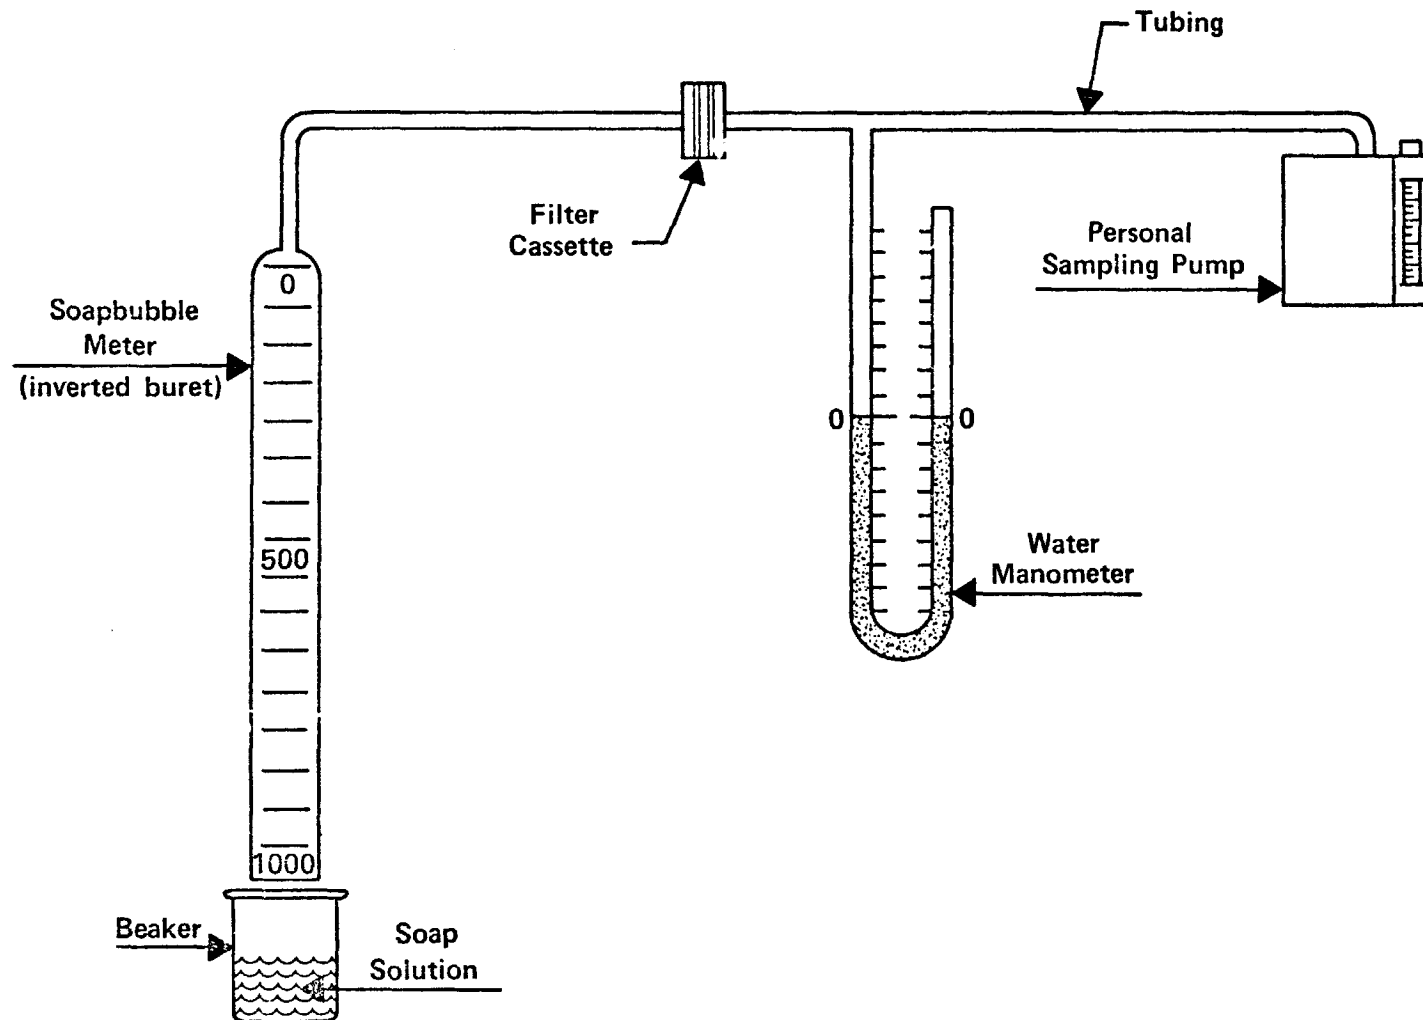 Tubing
Filter
Cassette
Personal
Sampling Pump
0
Soapbubble
Meter
(inverted buret)
0 0
500
Water
Manometer
1000
Beaker
Soap
Solution